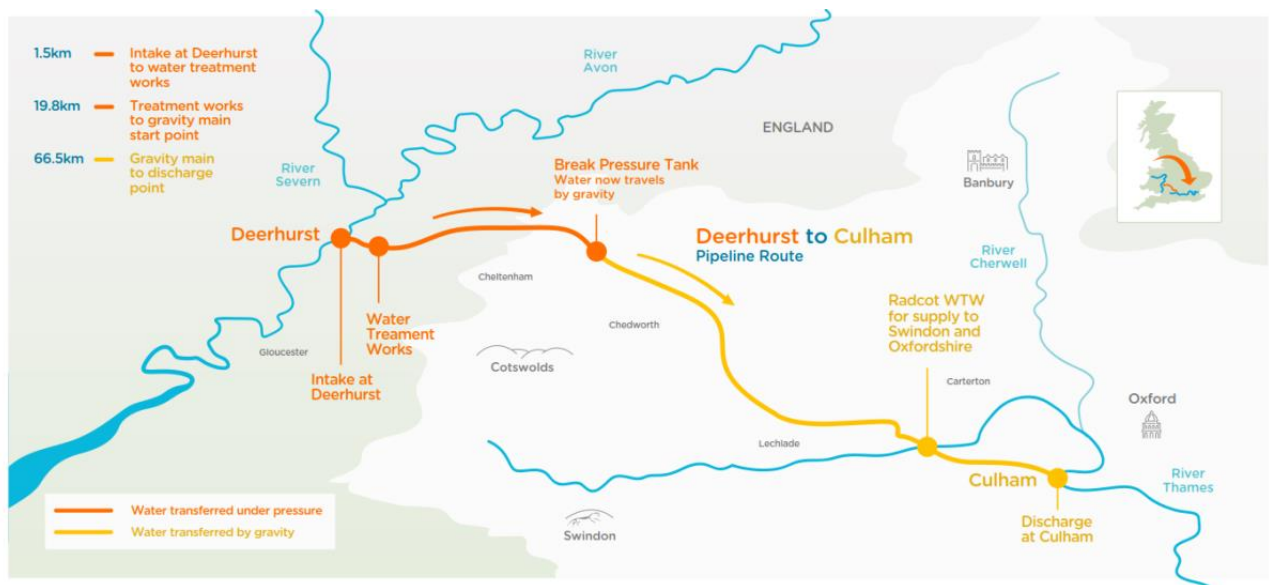 1.5km
Intake at Deerhurst
to water treatment
works
19.8km
Treatment works
to gravity main
start point
66.5km
Gravity main
to discharge
point
River
Severn
River
Avon
ENGLAND
Break Pressure Tank
Water now travels
by gravity
Banbury
Deerhurst
Deerhurst to Culham
Pipeline Route
River
Cherwell
Cheltenham
Radcot WTW
for supply to
Swindon and
Oxfordshire
Water
Treament
Works
Chedworth
Gloucester
Cotswolds
Intake at
Deerhurst
Carterton
Oxford
Lechlade
Culham
River
Thames
Water transferred under pressure
Water transferred by gravity
Swindon
Discharge
at Culham